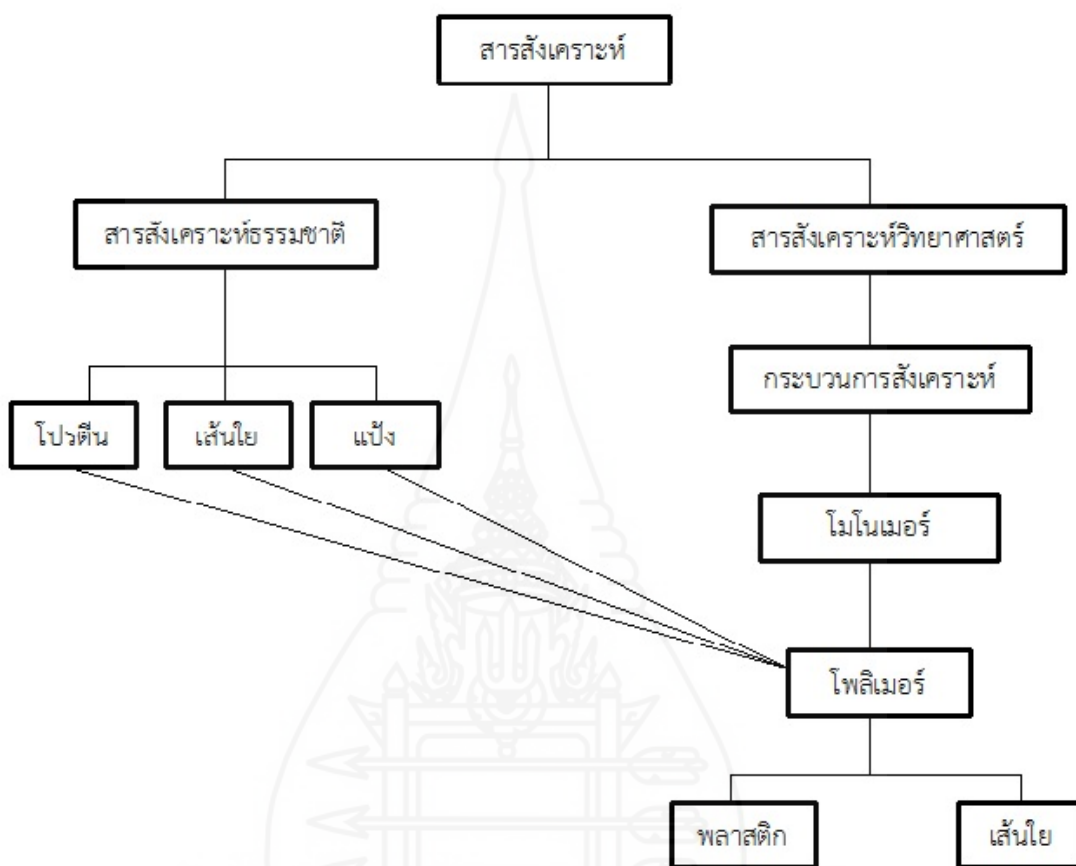 สารสังเคราะห์
สารสังเคราะห์ธรรมชาติ
สารสังเคราะห์วิทยาศาสตร์
กระบวนการสังเคราะห์
โปรตีน
เส้นใย
แป้ง
โมโนเมอร์
โพลิเมอร์
พลาสติก
เส้นใย